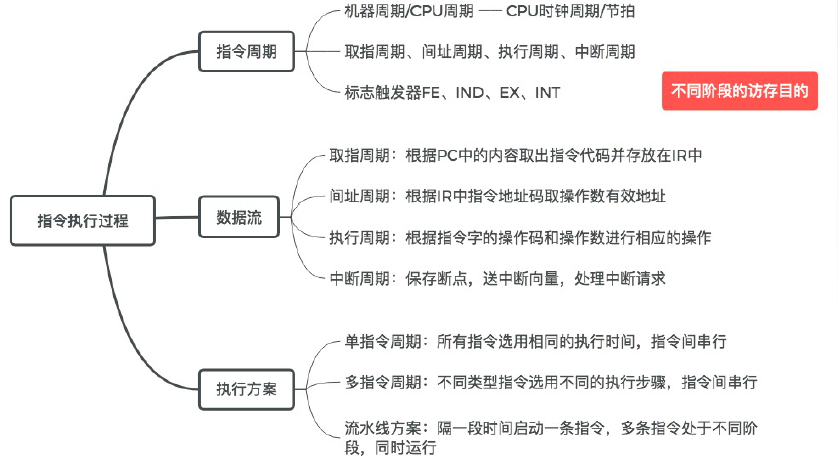 机器周期/CPU周期 —— CPU时钟周期/节拍
指令周期
取指周期、间址周期、执行周期、中断周期
标志触发器FE、IND、EX、INT
不同阶段的访存目的
取指周期：根据PC中的内容取出指令代码并存放在IR中
间址周期：根据IR中指令地址码取操作数有效地址
指令执行过程
数据流
执行周期：根据指令字的操作码和操作数进行相应的操作
中断周期：保存断点，送中断向量，处理中断请求
单指令周期：所有指令选用相同的执行时间，指令间串行
执行方案
多指令周期：不同类型指令选用不同的执行步骤，指令间串行
流水线方案：隔一段时间启动一条指令，多条指令处于不同阶
段，同时运行